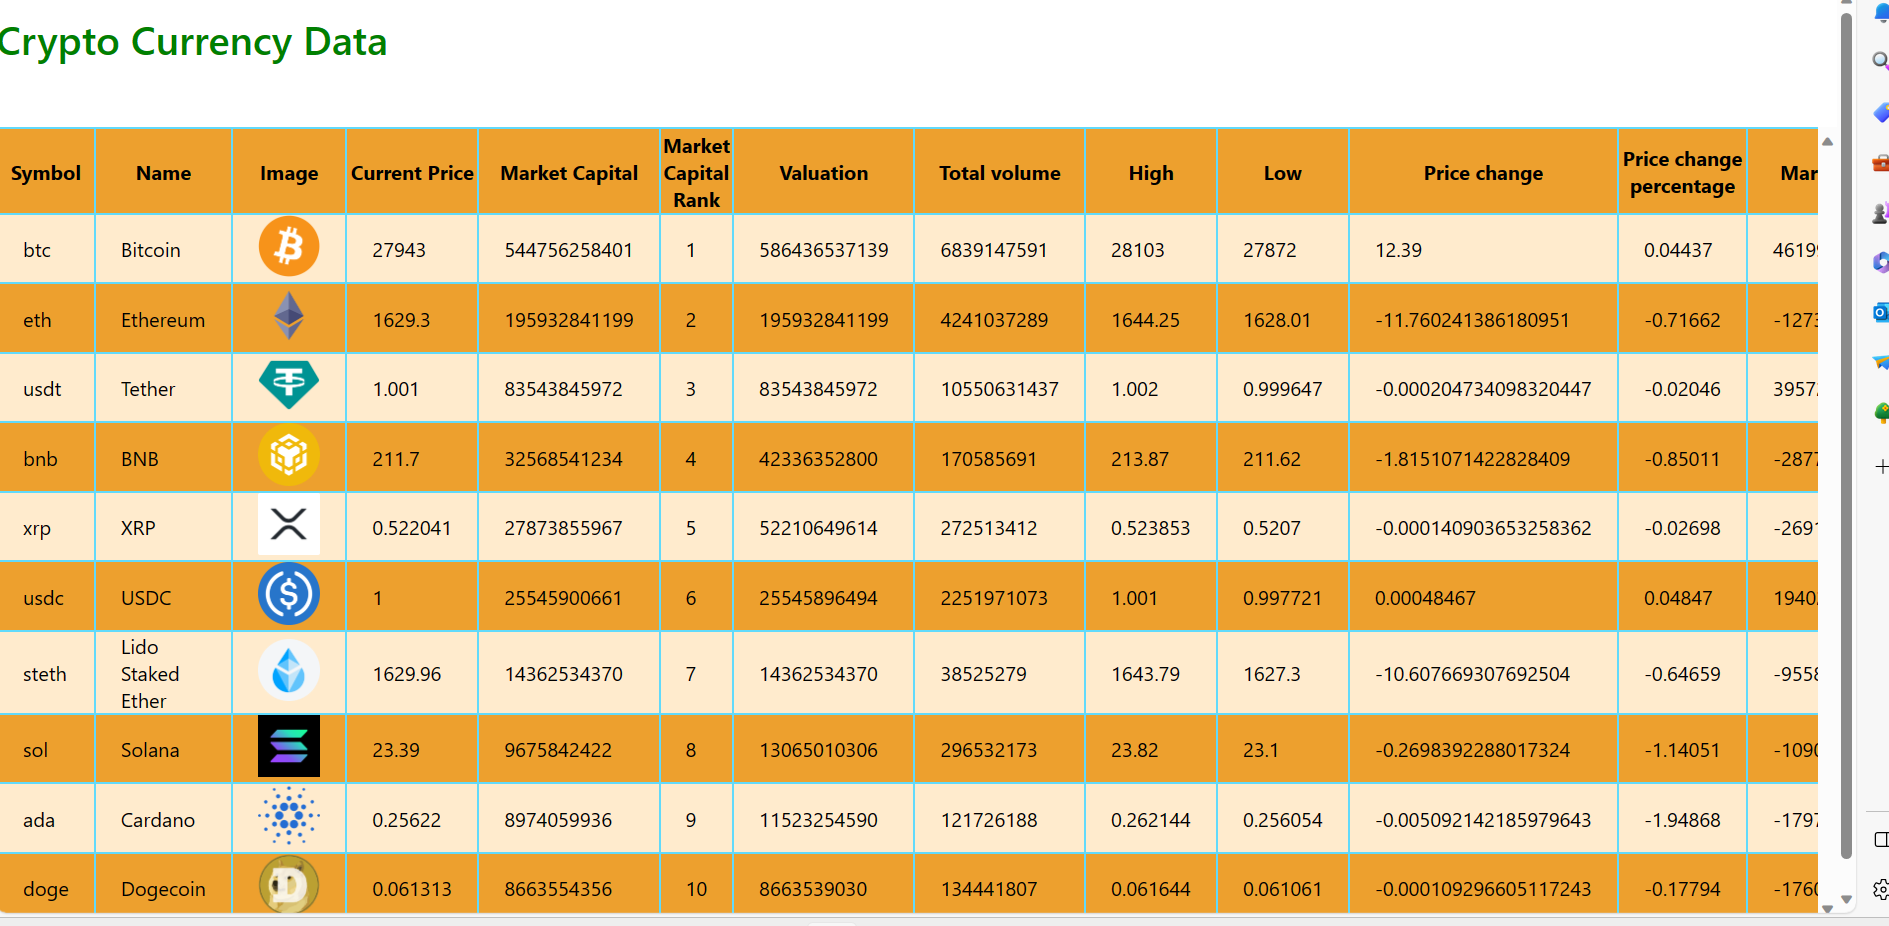 Crypto Currency Data
Symbol Name Image Current Price Market Capital Market Capital Rank Valuation Total volume High Low Price change Price change percentage Mar
btc Bitcoin 27943 544756258401 1 586436537139 6839147591 28103 27872 12.39 0.04437 4619
eth Ethereum 1629.3 195932841199 2 195932841199 4241037289 1644.25 1628.01 -11.760241386180951 -0.71662 -1273
usdt Tether 1.001 83543845972 3 83543845972 10550631437 1.002 0.999647 -0.000204734098320447 -0.02046 3957
bnb BNB 211.7 32568541234 4 42336352800 170585691 213.87 211.62 -1.8151071422828409 -0.85011 -2877
xrp XRP 0.522041 27873855967 5 52210649614 272513412 0.523853 0.5207 -0.000140903653258362 -0.02698 -2691
usdc USDC 1 25545900661 6 25545896494 2251971073 1.001 0.997721 0.00048467 0.04847 1940
steth Lido Staked Ether 1629.96 14362534370 7 14362534370 38525279 1643.79 1627.3 -10.607669307692504 -0.64659 -9558
sol Solana 23.39 9675842422 8 13065010306 296532173 23.82 23.1 -0.2698392288017324 -1.14051 -1090
ada Cardano 0.25622 8974059936 9 11523254590 121726188 0.262144 0.256054 -0.005092142185979643 -1.94868 -1797
doge Dogecoin 0.061313 8663554356 10 8663539030 134441807 0.061644 0.061061 -0.000109296605117243 -0.17794 -1760